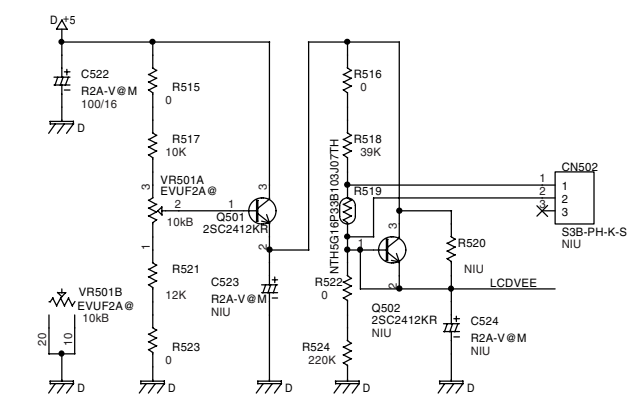 D +5
C522
R2A-V@M
100/16
D
R515
0
R517
10K
VR501A
EVUF2A@
3
2
10kB
1
R521
12K
R523
0
D
VR501B
EVUF2A@
10kB
20
10
D
1
3
Q501
2SC2412KR
2
C523
R2A-V@M
NIU
D
R516
0
R518
39K
NTH5G16P33B103J07TH
R519
R522
0
R524
220K
D
1
3
2
Q502
2SC2412KR
NIU
R520
NIU
LCDVEE
C524
R2A-V@M
NIU
D
CN502
1 1
2 2
3 3
S3B-PH-K-S
NIU